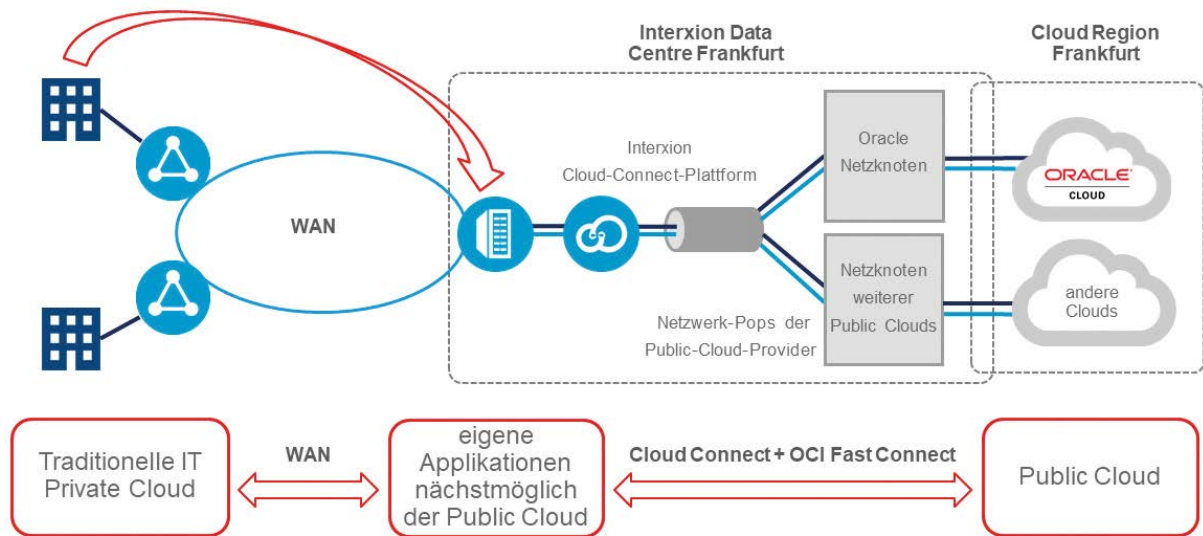 Interxion Data
Centre Frankfurt
Cloud Region
Frankfurt
WAN
Interxion
Cloud-Connect-Plattform
Oracle
Netzknoten
ORACLE
CLOUD
Netzwerk-Pops der
Public-Cloud-Provider
Netzknoten
weiterer
Public Clouds
andere
Clouds
Traditionelle IT
Private Cloud
WAN
eigene
Applikationen
nächstmöglich
der Public Cloud
Cloud Connect + OCI Fast Connect
Public Cloud